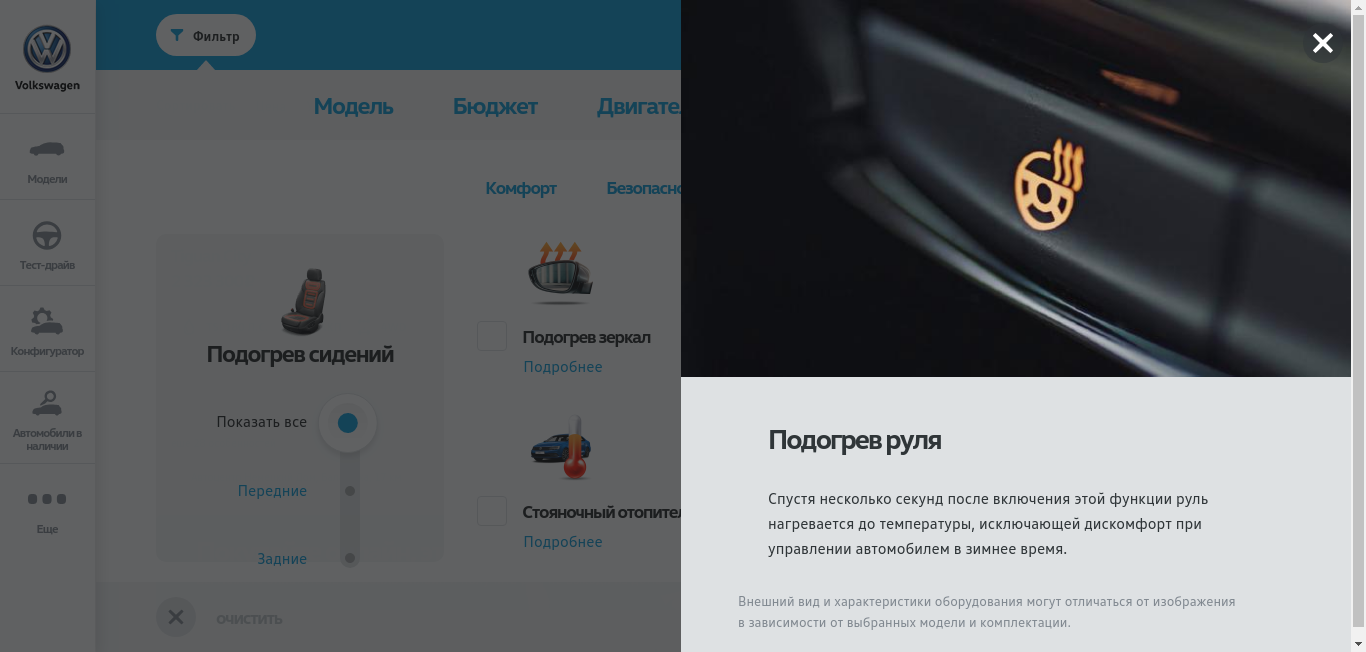 Volkswagen
Модели
Тест-драйв
Конфигуратор
Автомобили в
наличии
Еще
Фильтр
Модель Бюджет Двигател
Комфорт Безопасно
Подогрев сидений
Показать все
Передние
Задние
Подогрев зеркал
Подробнее
Стояночный отопител
Подробнее
ОЧИСТИТЬ
Подогрев руля
Спустя несколько секунд после включения этой функции руль
нагревается до температуры, исключающей дискомфорт при
управлении автомобилем в зимнее время.
Внешний вид и характеристики оборудования могут отличаться от изображения
в зависимости от выбранных модели и комплектации.